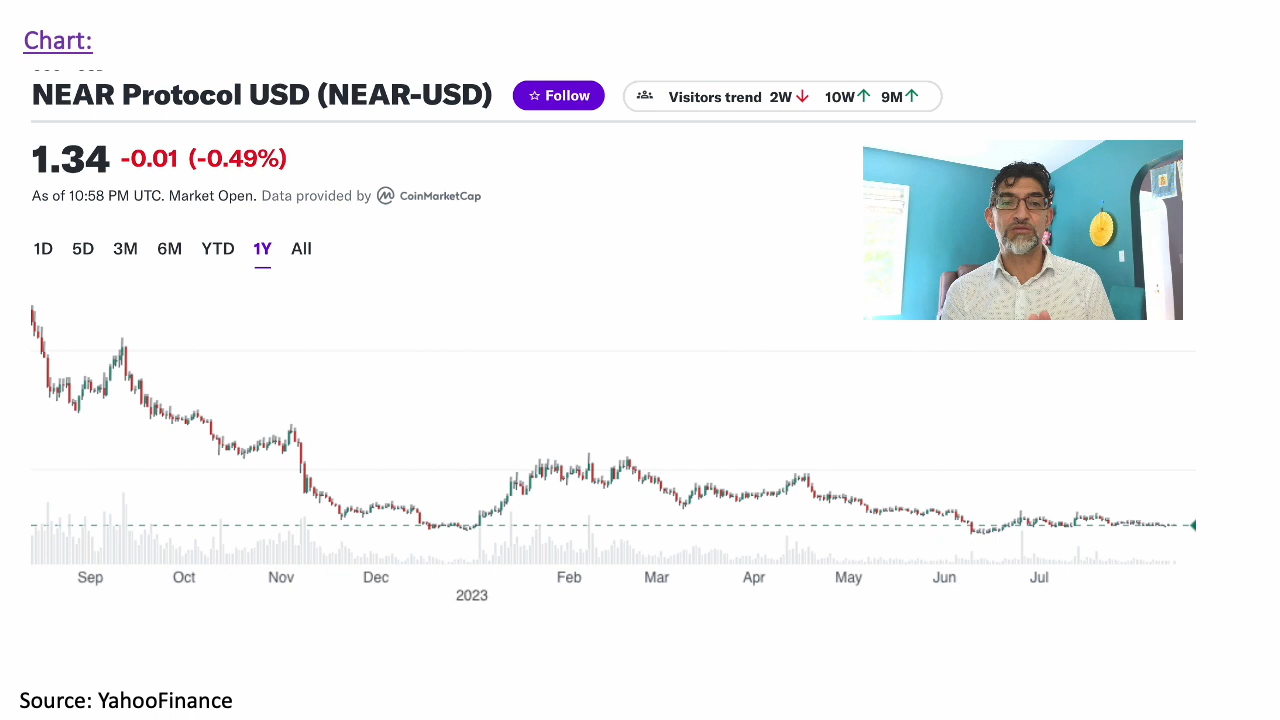 Chart:
NEAR Protocol USD (NEAR-USD)
Follow
Visitors trend 2W 10W 9M
1.34 -0.01 (-0.49%)
As of 10:58 PM UTC. Market Open. Data provided by CoinMarketCap
1D 5D 3M 6M YTD 1Y All
Sep Oct Nov Dec Feb Mar Apr May Jun Jul
2023
Source: YahooFinance